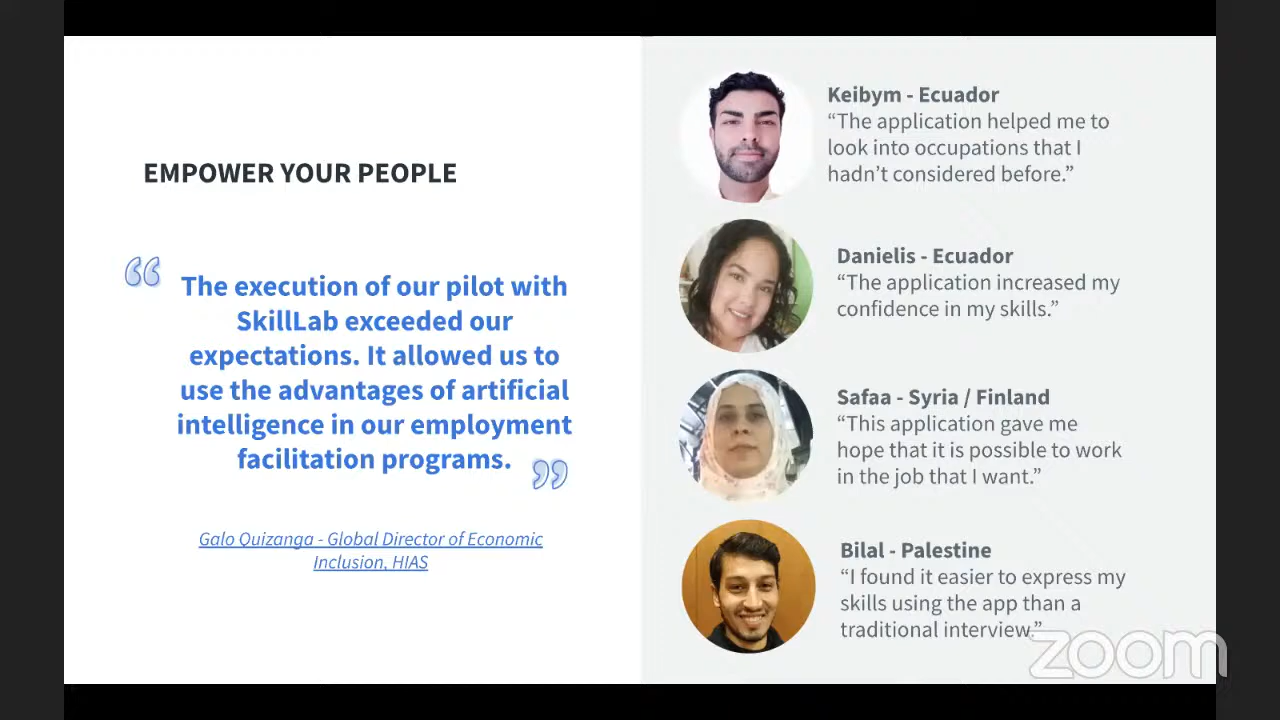 EMPOWER YOUR PEOPLE
“
The execution of our pilot with
SkillLab exceeded our
expectations. It allowed us to
use the advantages of artificial
intelligence in our employment
facilitation programs.
”
Galo Quizanga - Global Director of Economic
Inclusion, HIAS
Keibym - Ecuador
“The application helped me to
look into occupations that I
hadn’t considered before.”
Danielis - Ecuador
“The application increased my
confidence in my skills.”
Safaa - Syria / Finland
“This application gave me
hope that it is possible to work
in the job that I want.”
Bilal - Palestine
“I found it easier to express my
skills using the app than a
traditional interview.”
zoom